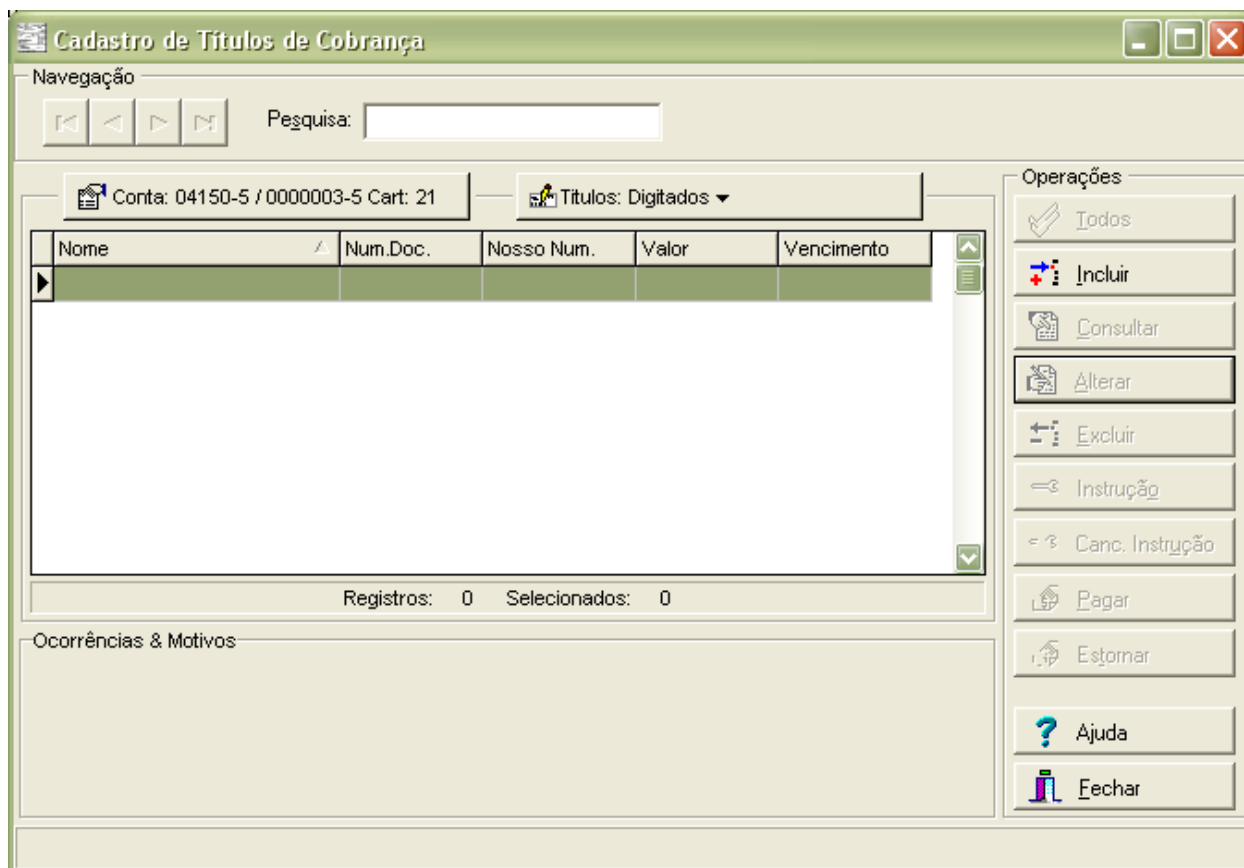 Cadastro de Títulos de Cobrança
Navegação
Pesquisa:
Conta: 04150-5 / 0000003-5 Cart: 21
Titulos: Digitados
Nome
Num.Doc.
Nosso Num.
Valor
Vencimento
Registros: 0 Selecionados: 0
Ocorrências & Motivos
Operações
Todos
Incluir
Consultar
Alterar
Excluir
Instrução
Canc. Instrução
Pagar
Estornar
Ajuda
Fechar